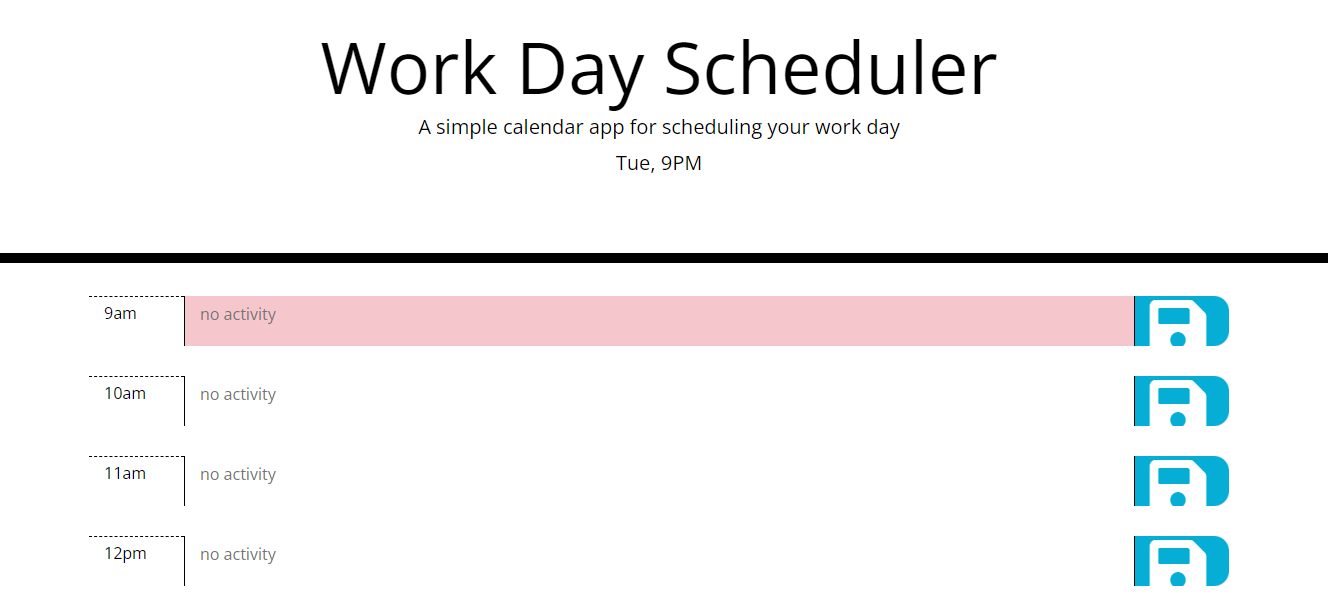 Work Day Scheduler
A simple calendar app for scheduling your work day
Tue, 9PM
9am no activity
10am no activity
11am no activity
12pm no activity